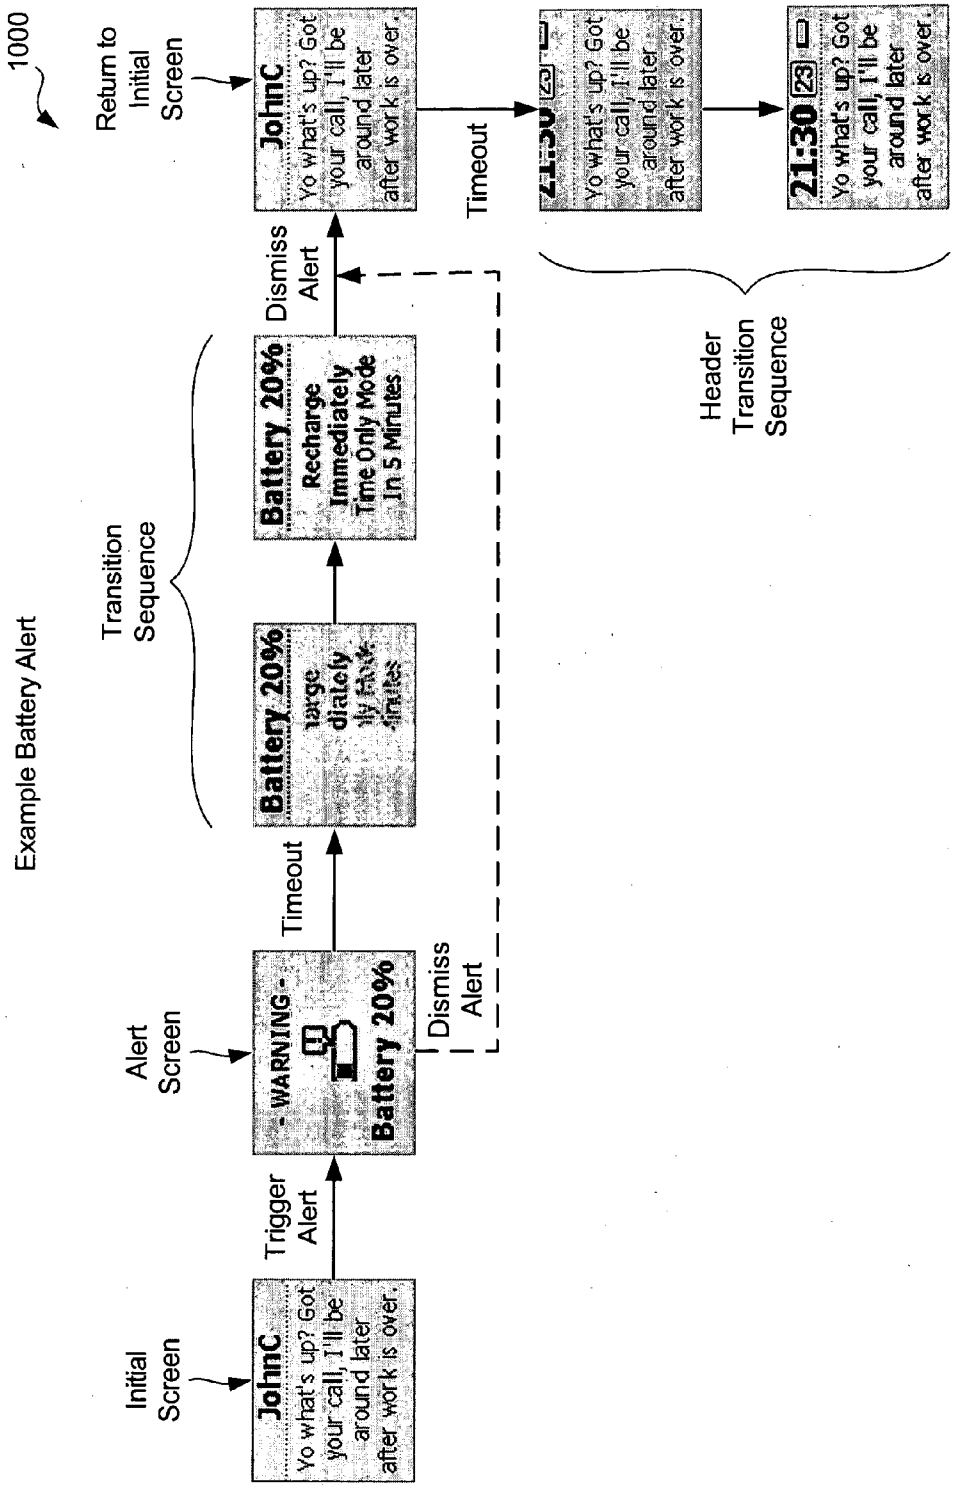 1000
Example Battery Alert
Initial
Screen
JohnC
Yo what's up? Got
your call, I'll be
around later
after work is over.
Trigger
Alert
Alert
Screen
- WARNING -
Battery 20%
Dismiss
Alert
Timeout
Transition
Sequence
Battery 20%
Battery 20%
Recharge
Immediately
Time Only Mode
In 5 Minutes
Dismiss
Alert
Return to
Initial
Screen
JohnC
Yo what's up? Got
your call, I'll be
around later
after work is over.
Timeout
Header
Transition
Sequence
21:30 23
Yo what's up? Got
your call, I'll be
around later
after work is over.
21:30 23
Yo what's up? Got
your call, I'll be
around later
after work is over.